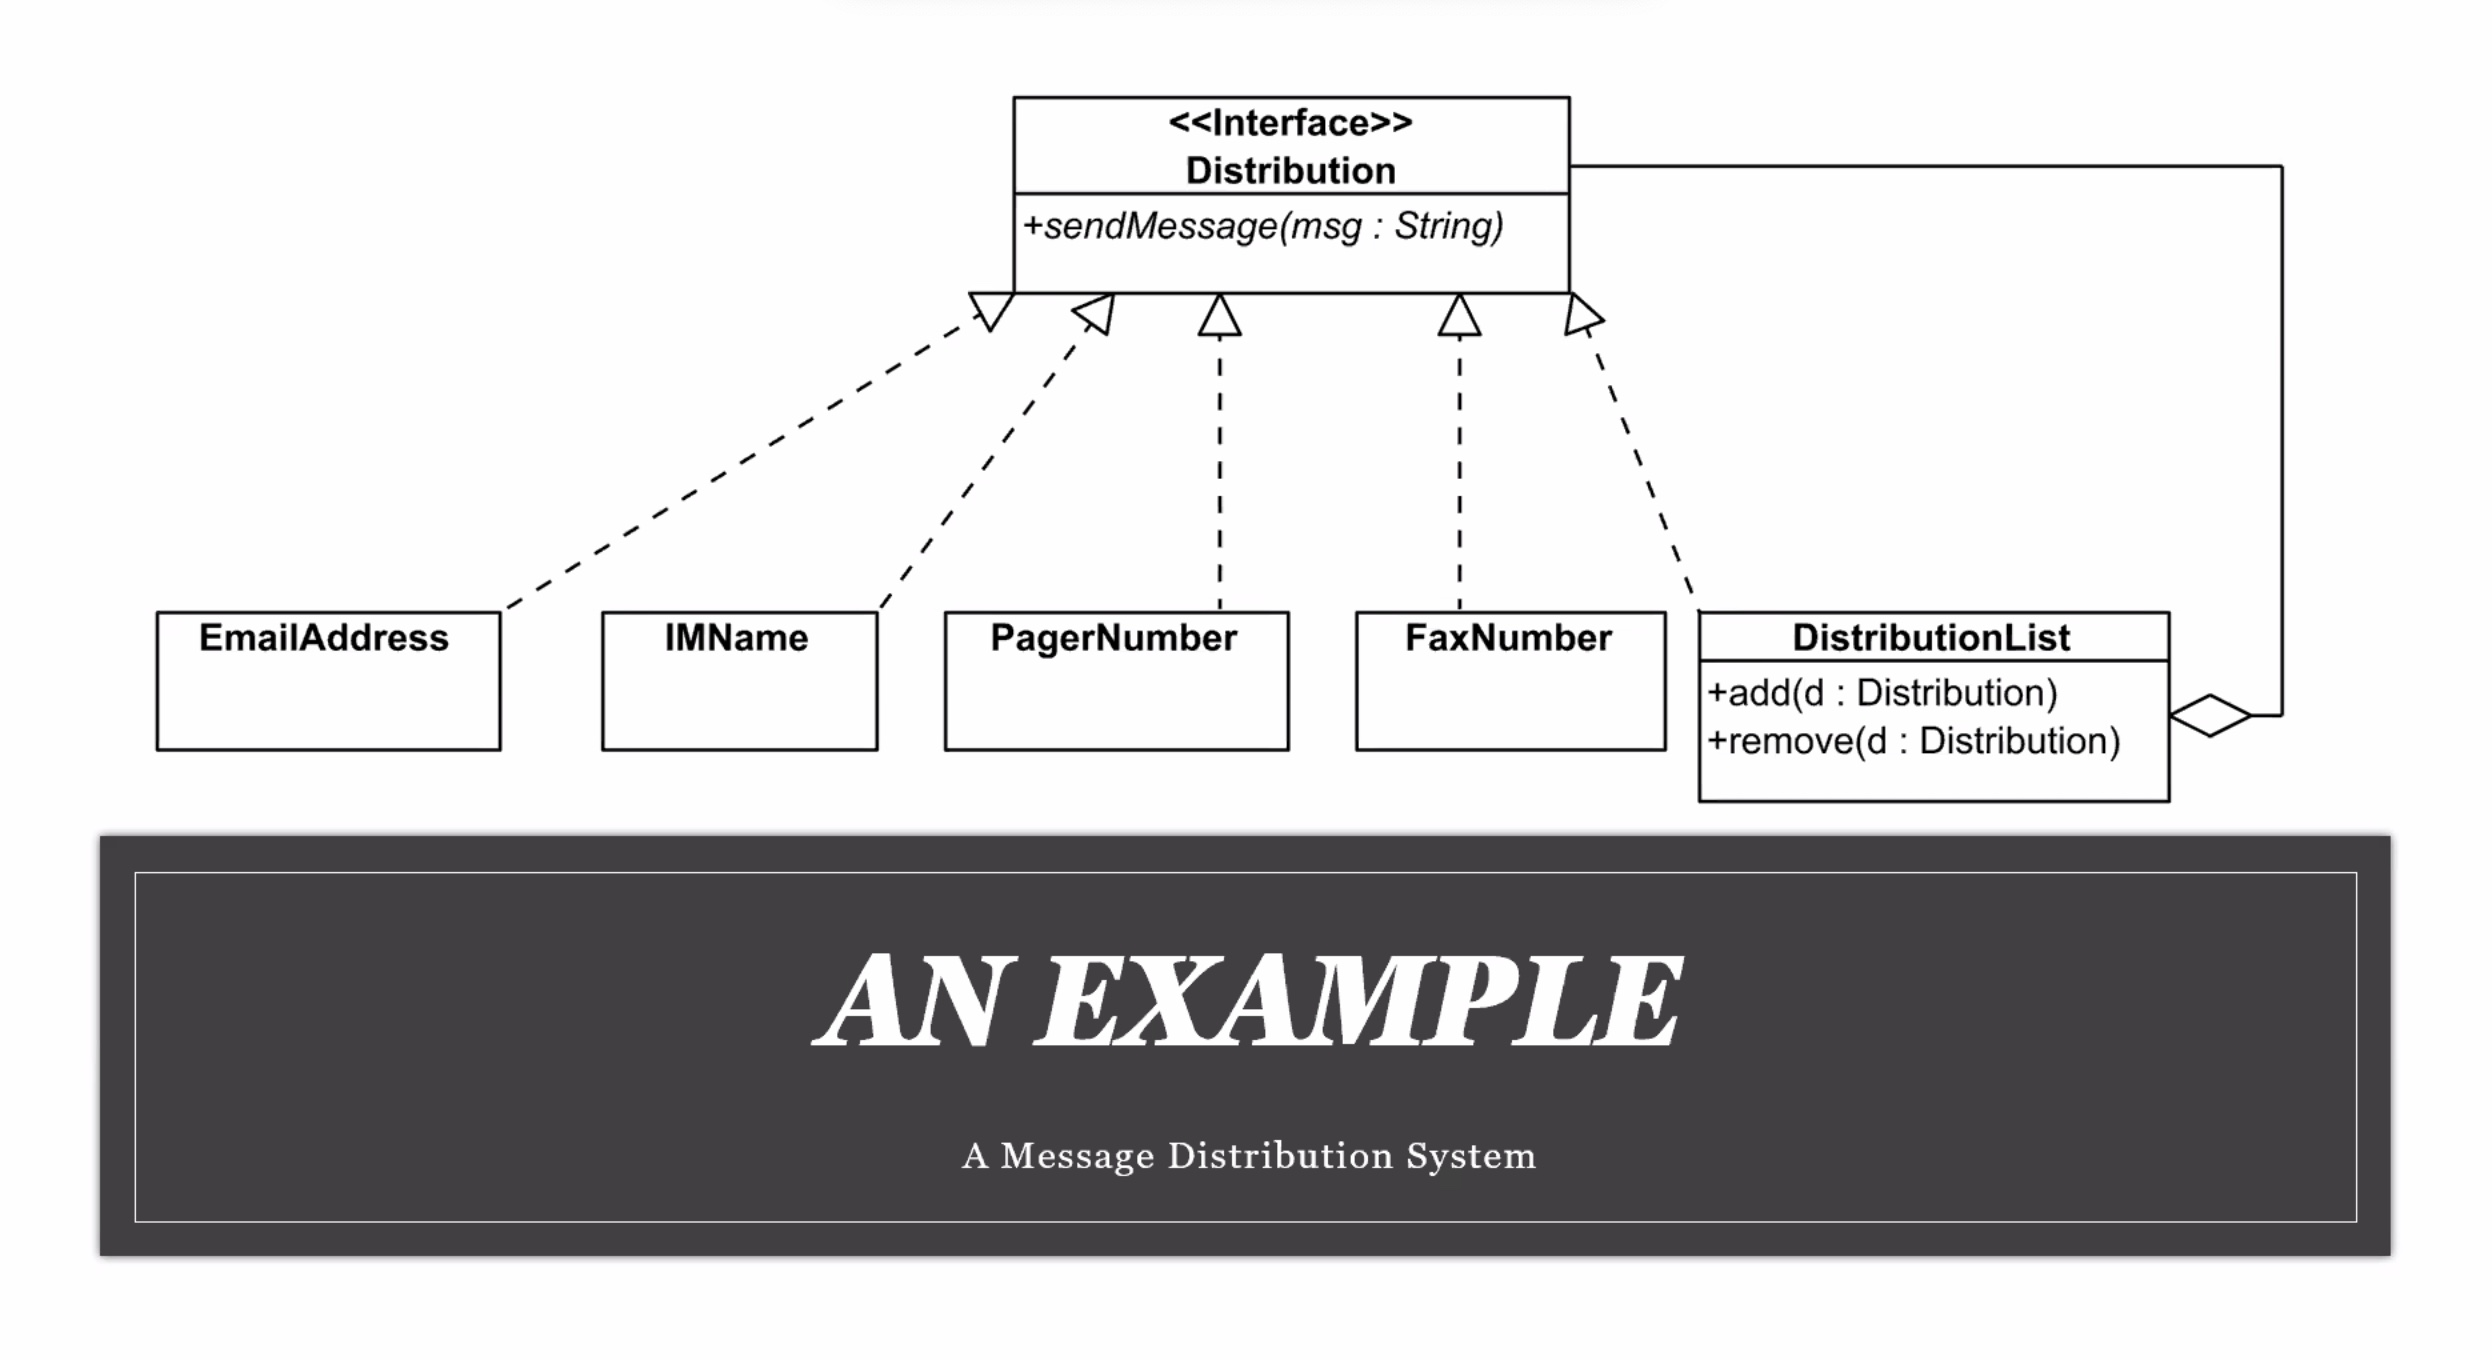 <<Interface>>
Distribution
+sendMessage(msg : String)
EmailAddress
IMName
PagerNumber
FaxNumber
DistributionList
+add(d : Distribution)
+remove(d : Distribution)
AN EXAMPLE
A Message Distribution System